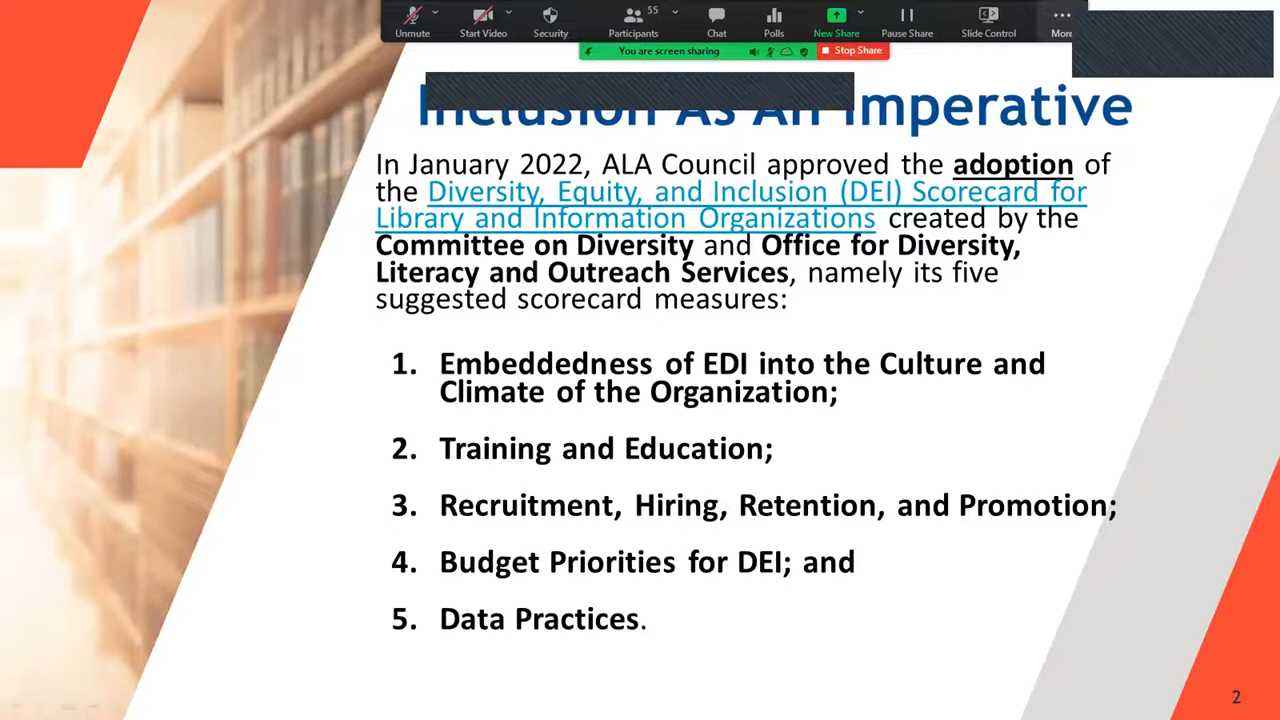 55
Unmute Start Video Security Participants Chat Polls New Share Pause Share Slide Control More
You are screen sharing Stop Share
Inclusion As An Imperative
In January 2022, ALA Council approved the adoption of
the Diversity, Equity, and Inclusion (DEI) Scorecard for
Library and Information Organizations created by the
Committee on Diversity and Office for Diversity,
Literacy and Outreach Services, namely its five
suggested scorecard measures:
1. Embeddedness of EDI into the Culture and
Climate of the Organization;
2. Training and Education;
3. Recruitment, Hiring, Retention, and Promotion;
4. Budget Priorities for DEI; and
5. Data Practices.
2